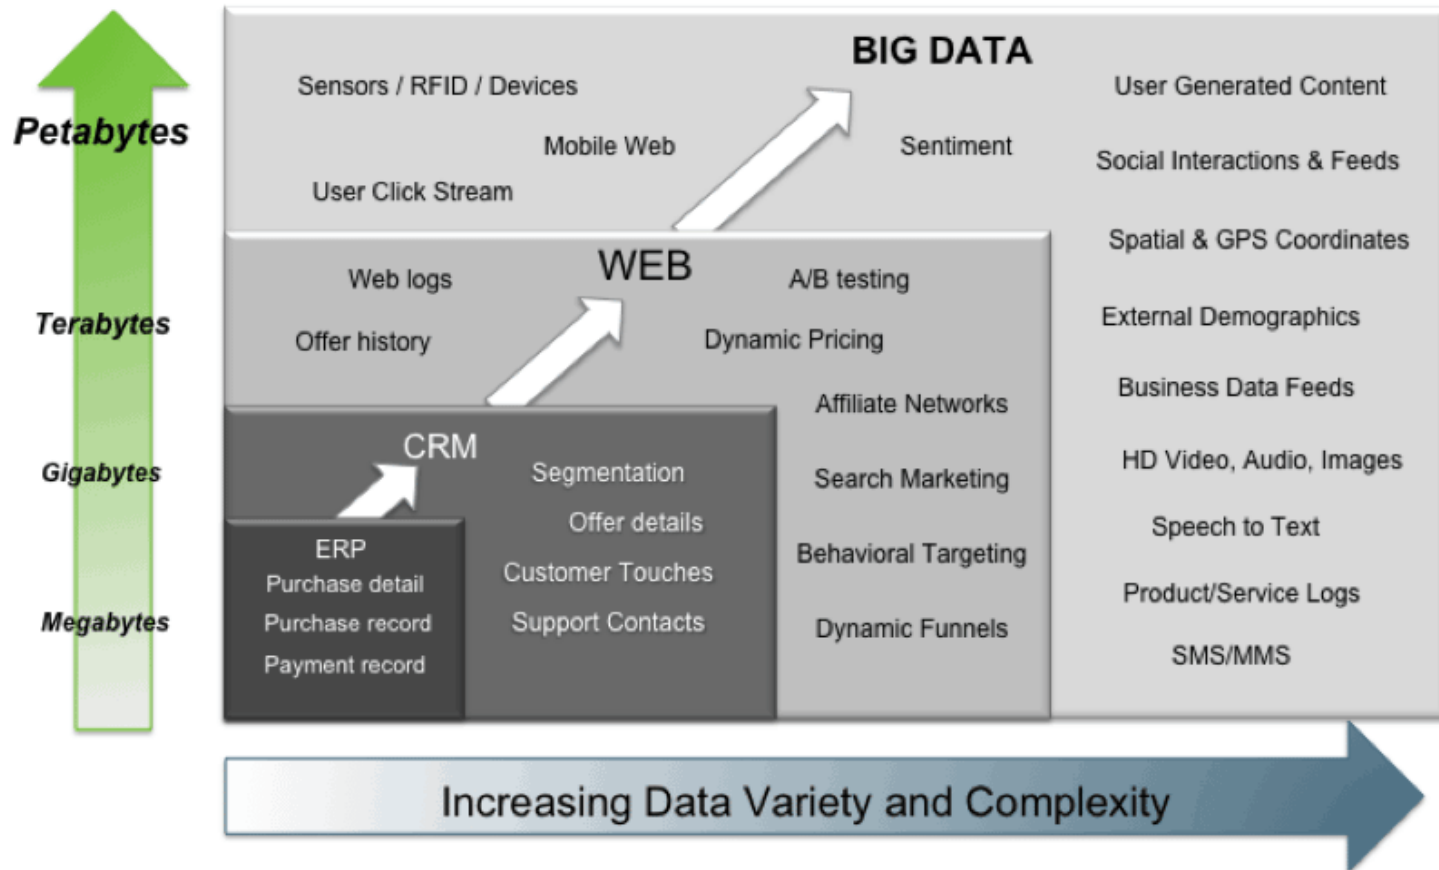 BIG DATA
Sensors / RFID / Devices
User Generated Content
Petabytes
Mobile Web
Sentiment
Social Interactions & Feeds
User Click Stream
Spatial & GPS Coordinates
WEB
Web logs
A/B testing
Terabytes
External Demographics
Offer history
Dynamic Pricing
Business Data Feeds
Affiliate Networks
CRM
HD Video, Audio, Images
Gigabytes
Segmentation
Search Marketing
Offer details
Speech to Text
ERP
Behavioral Targeting
Purchase detail
Customer Touches
Product/Service Logs
Megabytes
Purchase record
Support Contacts
Dynamic Funnels
SMS/MMS
Payment record
Increasing Data Variety and Complexity